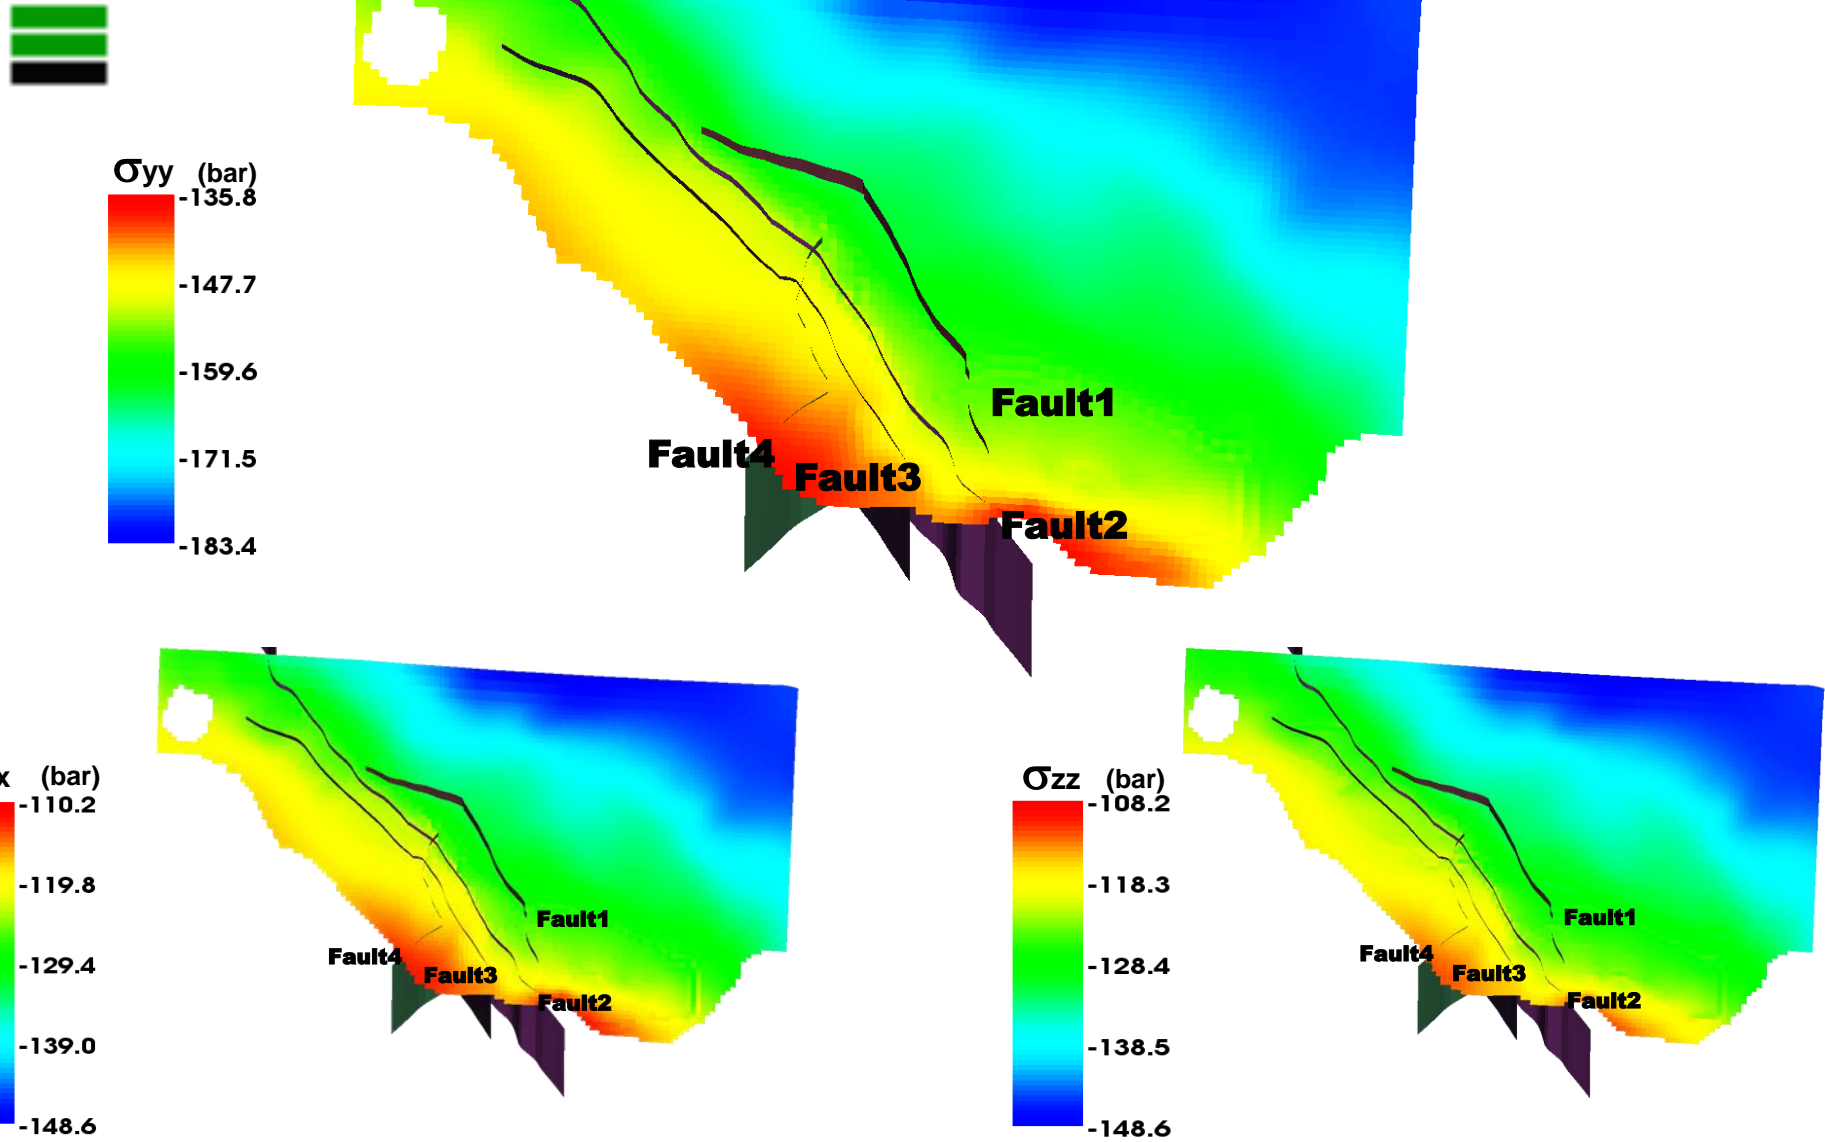 σyy (bar)
-135.8
-147.7
-159.6
-171.5
-183.4
Fault1
Fault4
Fault3
Fault2
x (bar)
-110.2
-119.8
-129.4
-139.0
-148.6
Fault1
Fault4
Fault3
Fault2
σzz (bar)
-108.2
-118.3
-128.4
-138.5
-148.6
Fault1
Fault4
Fault3
Fault2